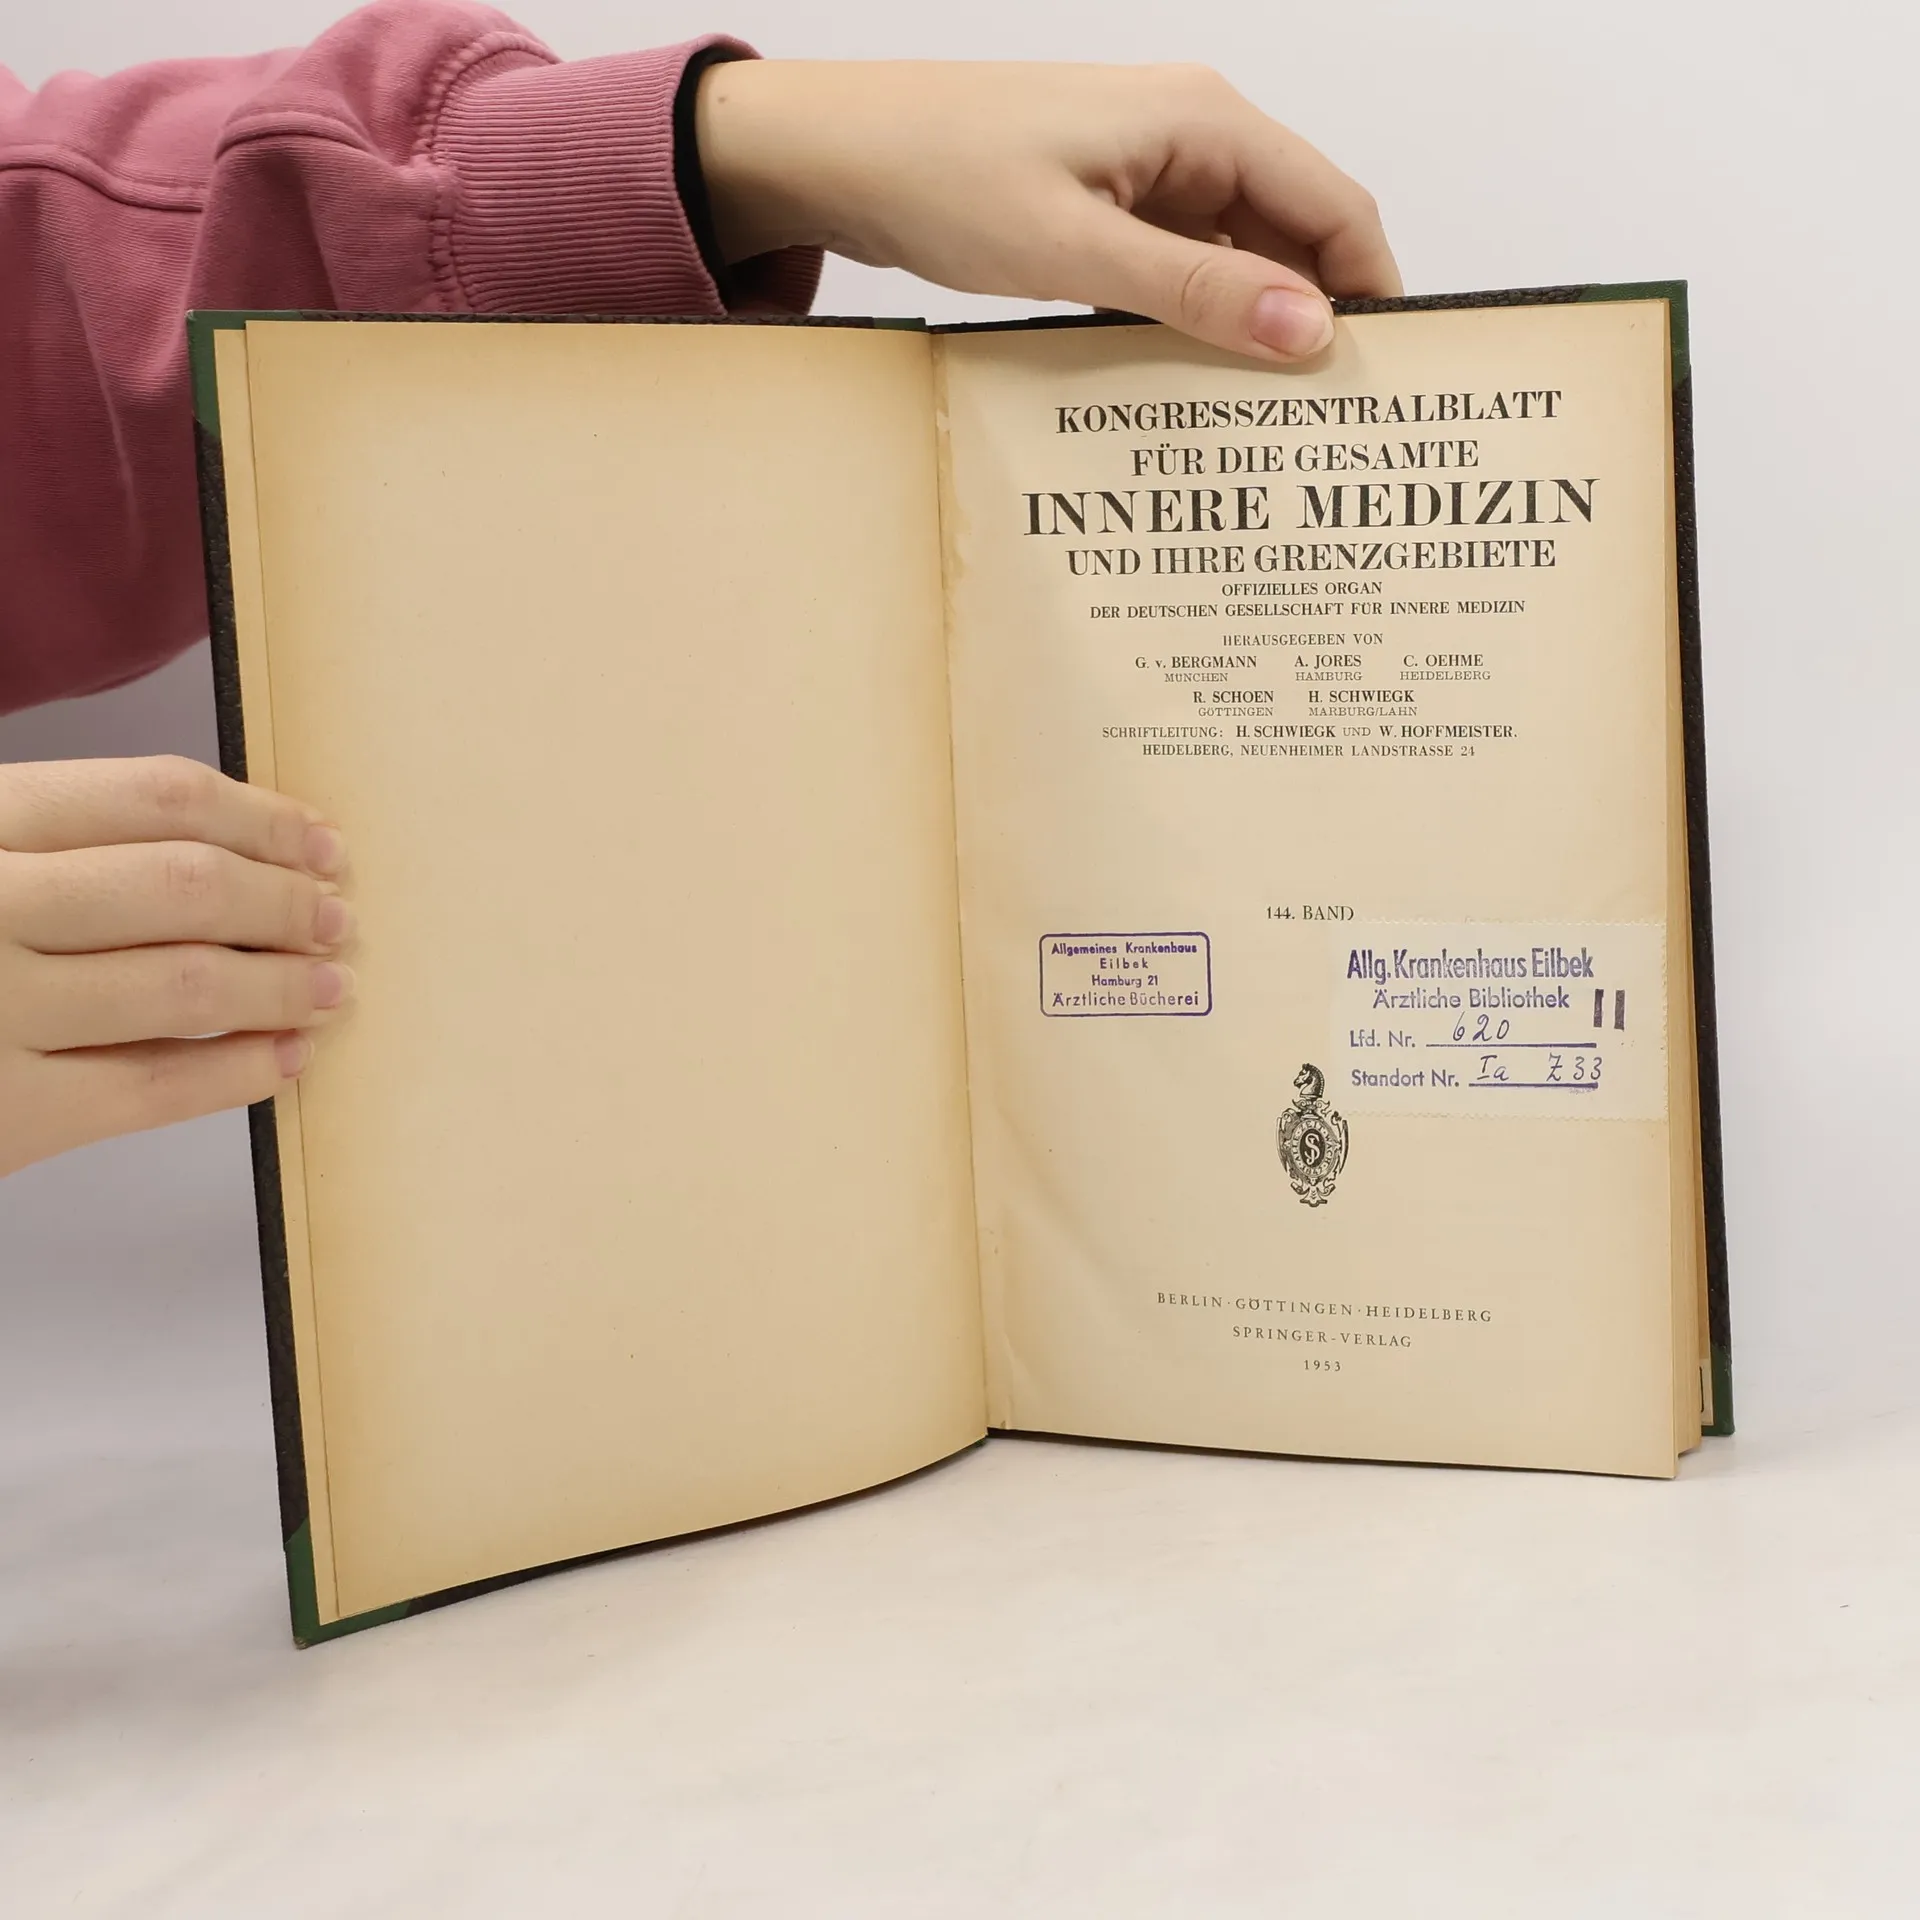 KONGRESSZENTRALBLATT
FÜR DIE GESAMTE
INNERE MEDIZIN
UND IHRE GRENZGEBIETE
OFFIZIELLES ORGAN
DER DEUTSCHEN GESELLSCHAFT FÜR INNERE MEDIZIN
HERAUSGEGEBEN VON
G. v. BERGMANN A. JORES C. OEHME
MÜNCHEN HAMBURG HEIDELBERG
R. SCHOEN H. SCHWIEGK
GÖTTINGEN MARBURG/LAHN
SCHRIFTLEITUNG: H. SCHWIEGK UND W. HOFFMEISTER.
HEIDELBERG, NEUENHEIMER LANDSTRASSE 24
144. BAND
Allgemeines Krankenhaus
Eilbek
Hamburg 21
Ärztliche Bücherei
Allg. Krankenhaus Eilbek
Ärztliche Bibliothek II
Lfd. Nr. 620
Standort Nr. Ia Z 33
BERLIN · GÖTTINGEN · HEIDELBERG
SPRINGER-VERLAG
1953